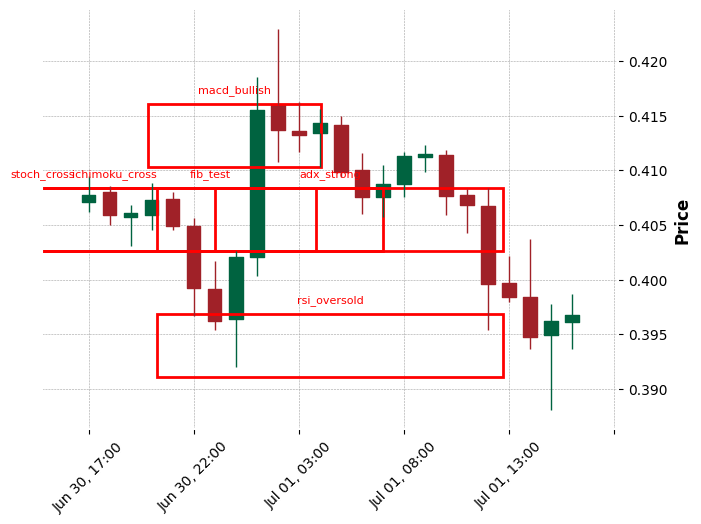 macd_bullish
stoch_cross
ichimoku_cross
fib_test
adx_strong
rsi_oversold
0.420
0.415
0.410
0.405
0.400
0.395
0.390
Price
Jun 30, 17:00
Jun 30, 22:00
Jul 01, 03:00
Jul 01, 08:00
Jul 01, 13:00